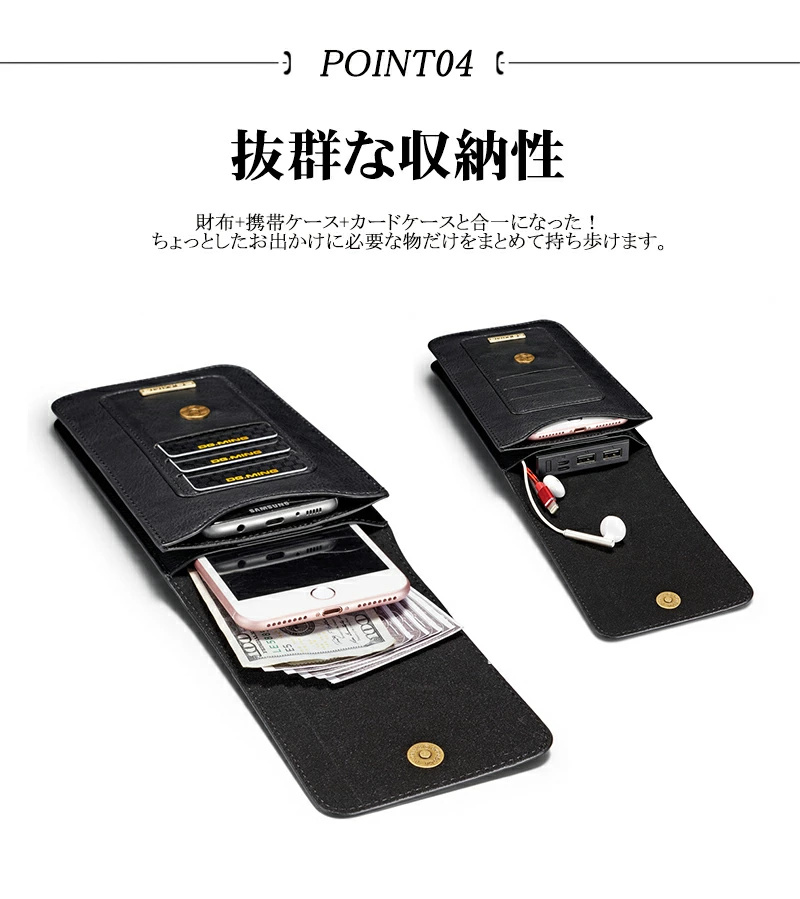 POINT04
抜群な収納性
財布+携帯ケース+カードケースと合一になった！
ちょっとしたお出かけに必要な物だけをまとめて持ち歩けます。
DG.MING
DG.MING
DG.MING
SAMSUNG
100